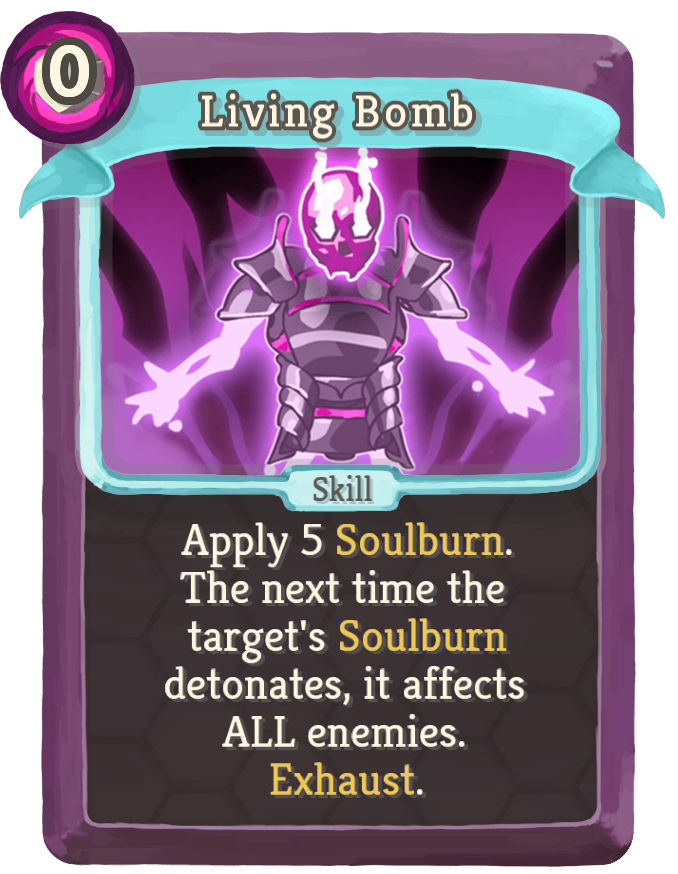 0
Living Bomb
Skill
Apply 5 Soulburn.
The next time the
target's Soulburn
detonates, it affects
ALL enemies.
Exhaust.